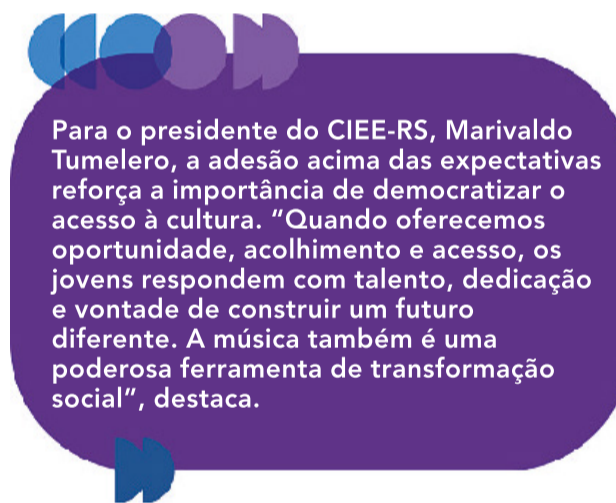 Para o presidente do CIEE-RS, Marivaldo
Tumelero, a adesão acima das expectativas
reforça a importância de democratizar o
acesso à cultura. “Quando oferecemos
oportunidade, acolhimento e acesso, os
jovens respondem com talento, dedicação
e vontade de construir um futuro
diferente. A música também é uma
poderosa ferramenta de transformação
social”, destaca.